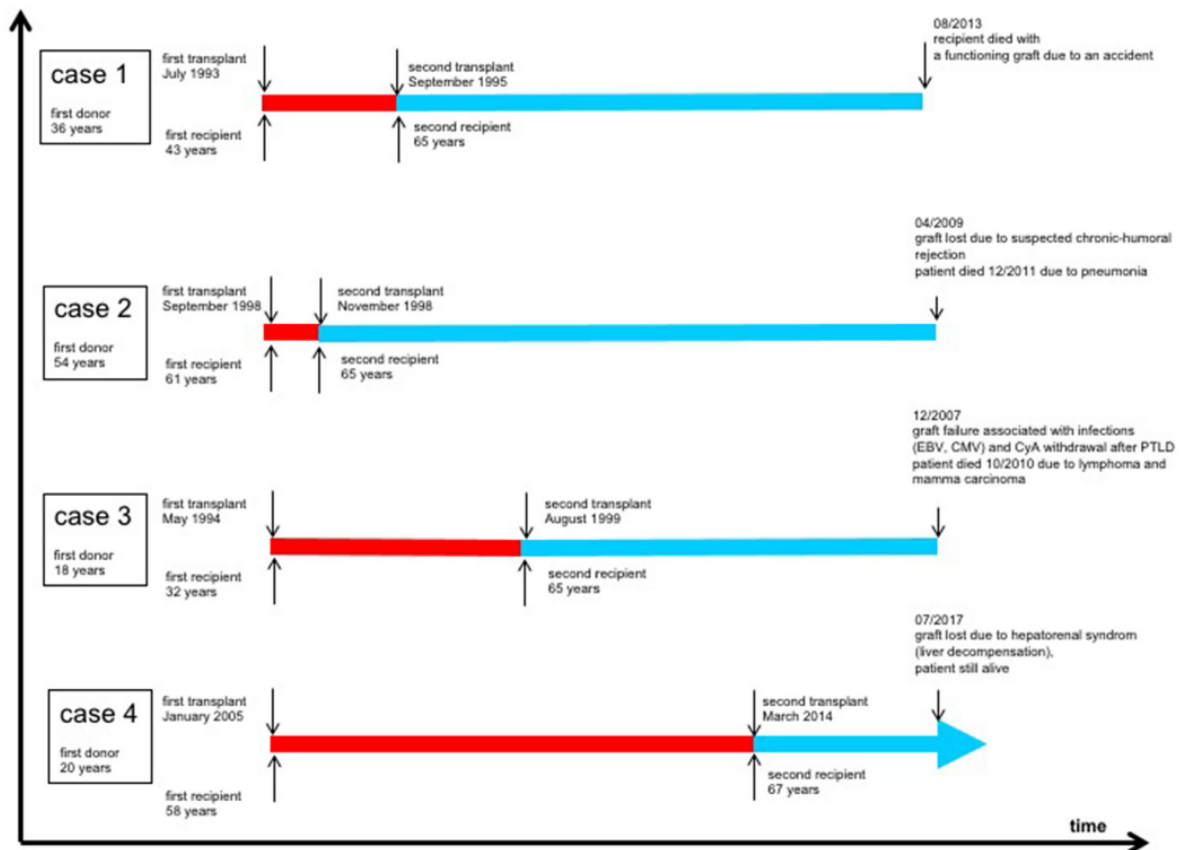 08/2013
recipient died with
a functioning graft due to an accident
case 1
first donor
36 years
first transplant
July 1993
second transplant
September 1995
first recipient
43 years
second recipient
65 years
04/2009
graft lost due to suspected chronic-humoral
rejection
patient died 12/2011 due to pneumonia
case 2
first donor
54 years
first transplant
September 1998
second transplant
November 1998
first recipient
61 years
second recipient
65 years
12/2007
graft failure associated with infections
(EBV, CMV) and CyA withdrawal after PTLD
patient died 10/2010 due to lymphoma and
mamma carcinoma
case 3
first donor
18 years
first transplant
May 1994
second transplant
August 1999
first recipient
32 years
second recipient
65 years
07/2017
graft lost due to hepatorenal syndrom
(liver decompensation),
patient still alive
case 4
first donor
20 years
first transplant
January 2005
second transplant
March 2014
first recipient
58 years
second recipient
67 years
time